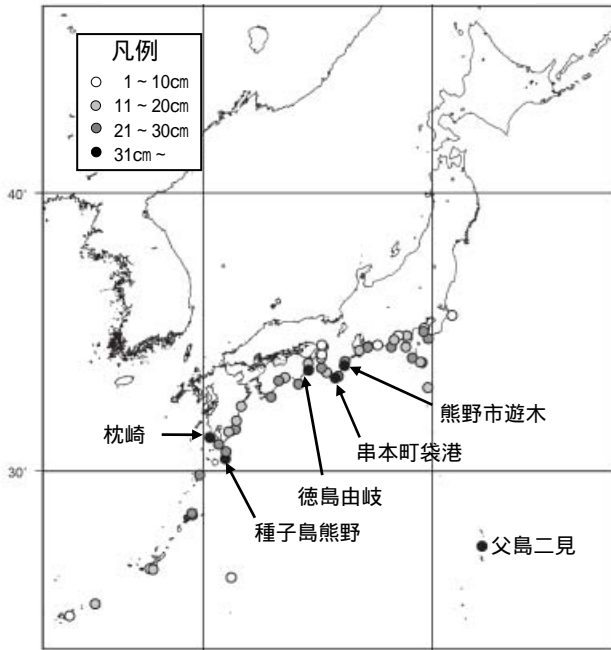 凡例
1~10㎝
11~20㎝
21~30㎝
31㎝~
40'
熊野市遊木
枕崎
串本町袋港
30'
徳島由岐
種子島熊野
父島二見